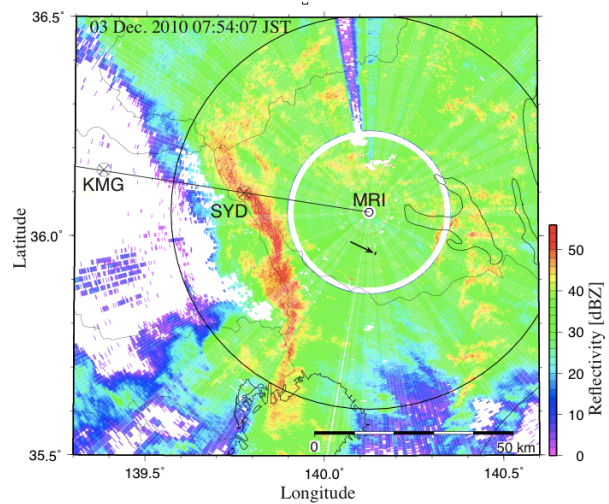 03 Dec. 2010 07:54:07 JST
36.5
KMG
SYD
MRI
Latitude
36.0
50
40
30
20
10
0
Reflectivity [dBZ]
0
50 km
35.5
139.5˚
140.0˚
140.5˚
Longitude